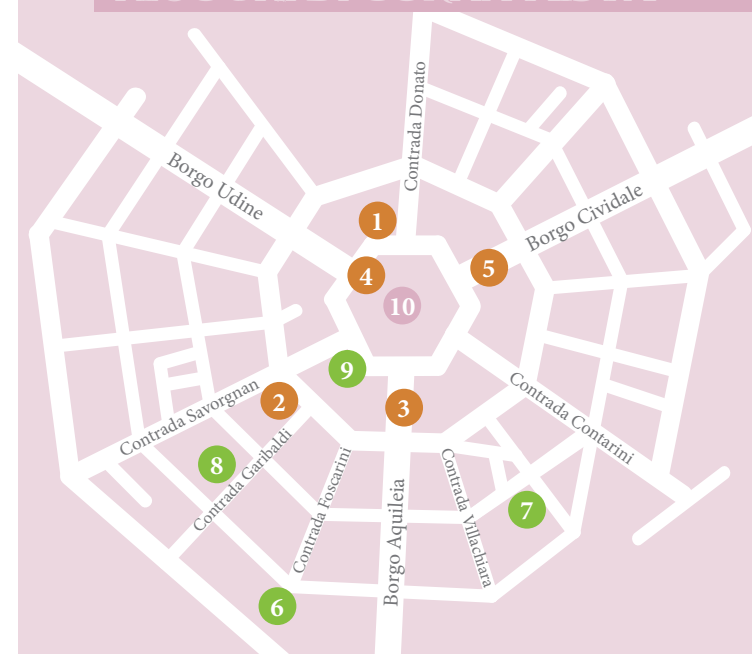 Contrada Donato
Borgo Udine
Borgo Cividale
1
5
4
10
9
2
3
Contrada Savorgnan
Contrada Contarini
8
Contrada Garibaldi
Contrada Foscarini
Borgo Aquileia
Contrada Villachiara
7
6